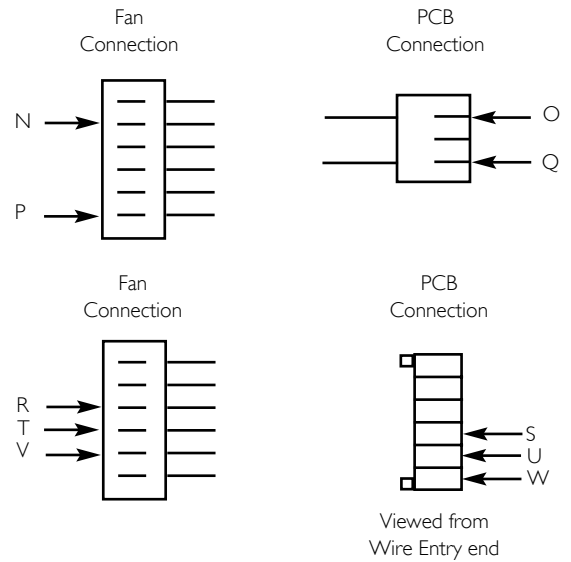 Fan
Connection
PCB
Connection
N
O
Q
P
Fan
Connection
PCB
Connection
R
T
V
S
U
W
Viewed from
Wire Entry end